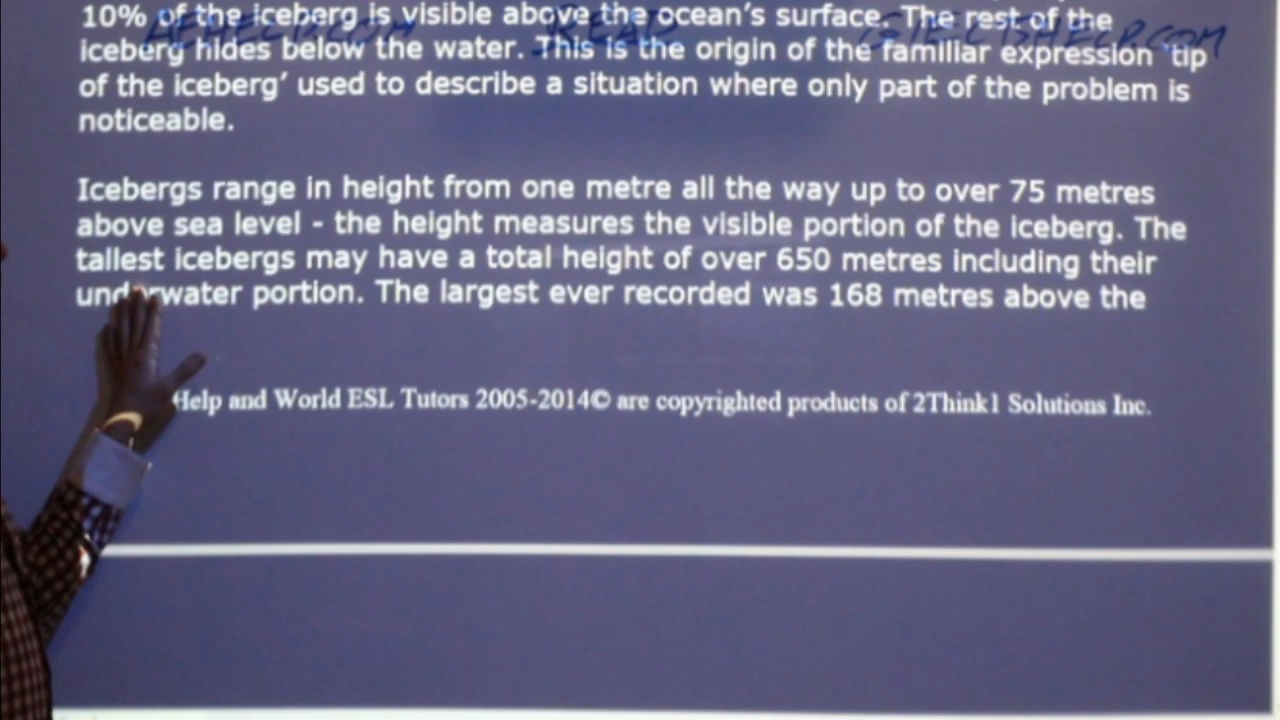 10% of the iceberg is visible above the ocean's surface. The rest of the
AEHELP.COM READ
iceberg hides below the water. This is the origin of the familiar expression 'tip
of the iceberg' used to describe a situation where only part of the problem is
noticeable.
Icebergs range in height from one metre all the way up to over 75 metres
above sea level - the height measures the visible portion of the iceberg. The
tallest icebergs may have a total height of over 650 metres including their
underwater portion. The largest ever recorded was 168 metres above the
Help and World ESL Tutors 2005-2014© are copyrighted products of 2Think1 Solutions Inc.